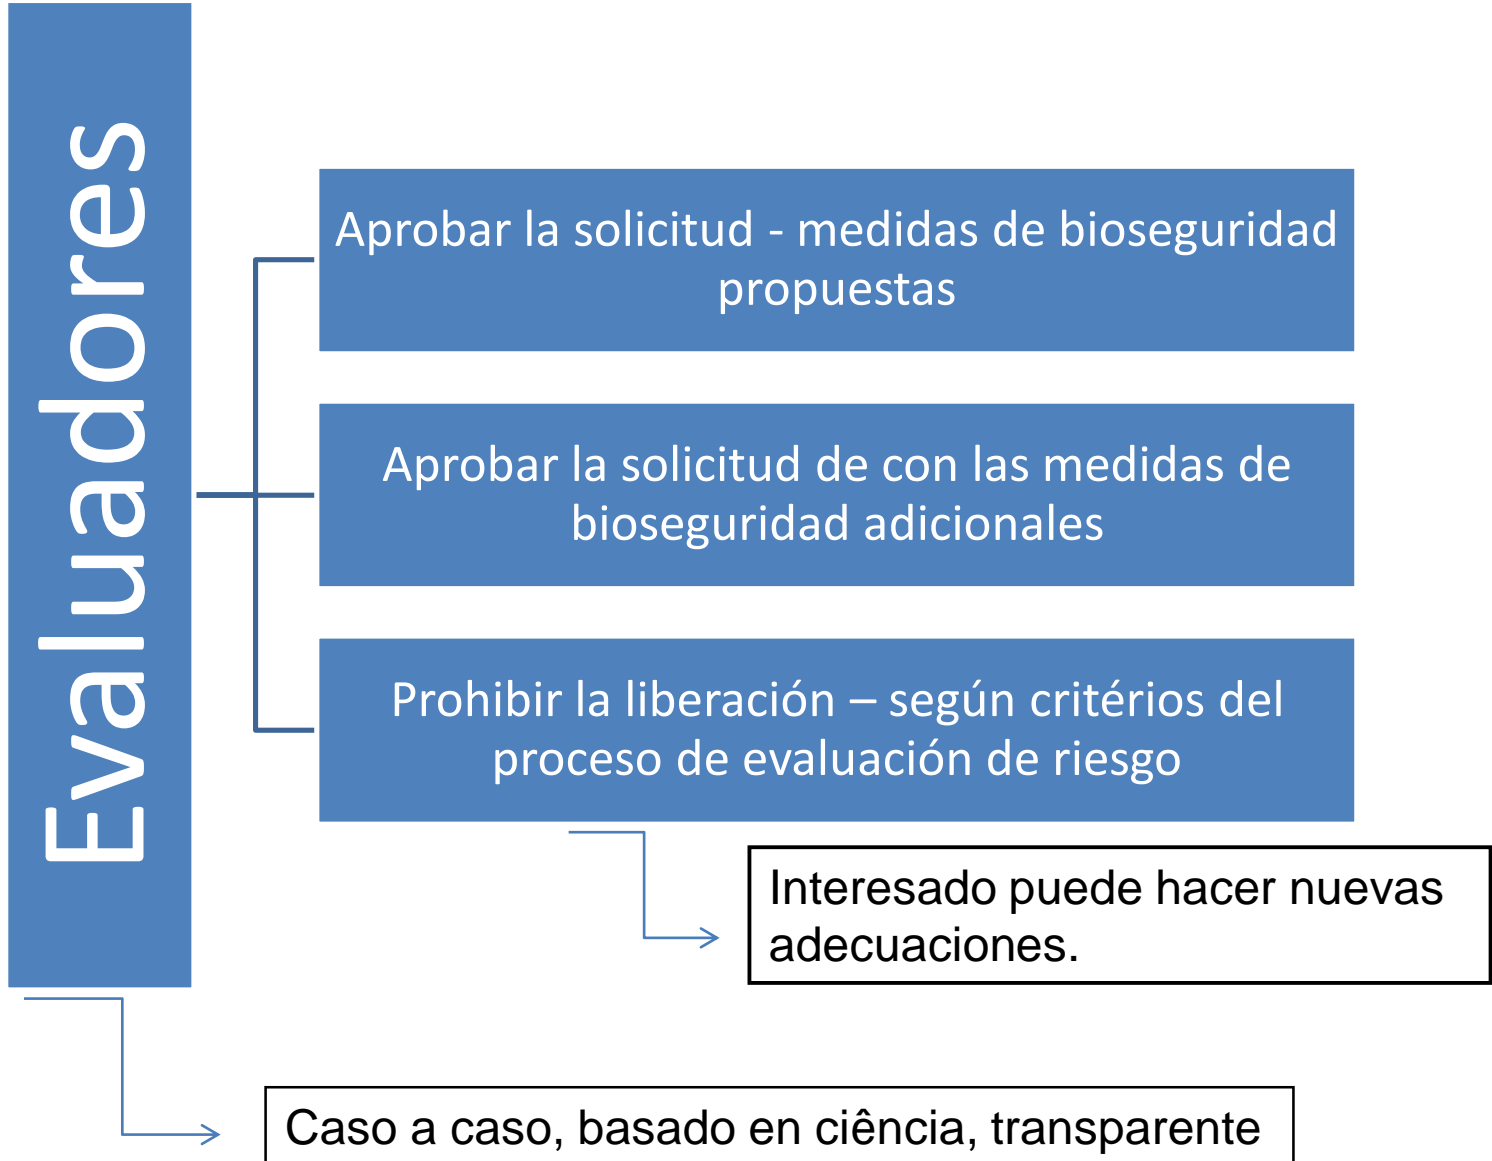 Evaluadores
Aprobar la solicitud - medidas de bioseguridad
propuestas
Aprobar la solicitud de con las medidas de
bioseguridad adicionales
Prohibir la liberación – según critérios del
proceso de evaluación de riesgo
Interesado puede hacer nuevas
adecuaciones.
Caso a caso, basado en ciência, transparente